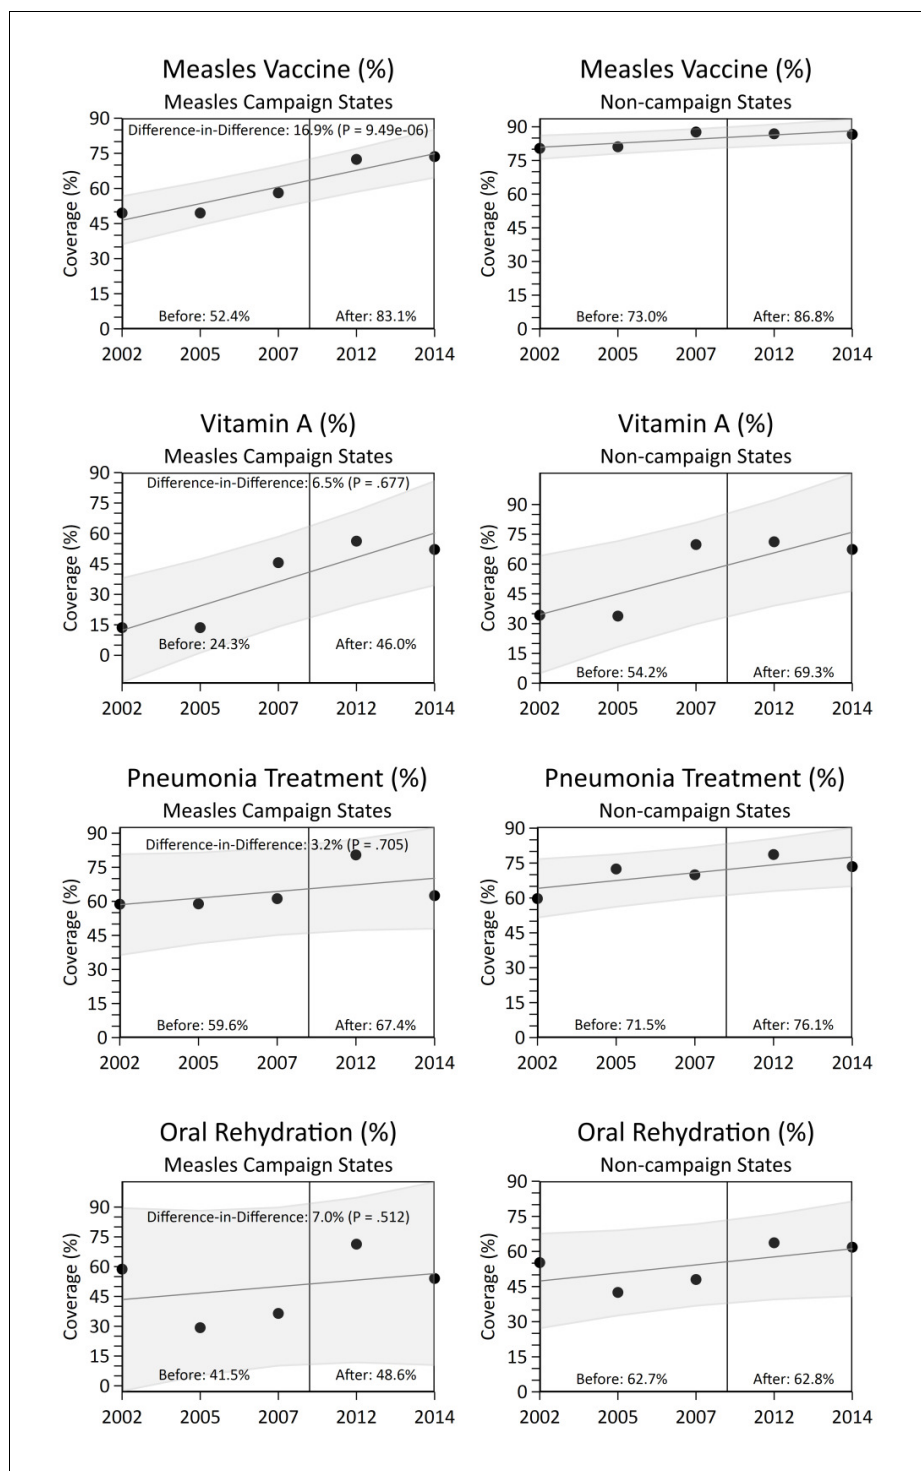 Measles Vaccine (%)
Measles Campaign States
Difference-in-Difference: 16.9% (P = 9.49e-06)
Coverage (%)
90
75
60
45
30
15
0
Before: 52.4%
After: 83.1%
2002 2005 2007 2012 2014
Measles Vaccine (%)
Non-campaign States
Coverage (%)
90
75
60
45
30
15
0
Before: 73.0%
After: 86.8%
2002 2005 2007 2012 2014
Vitamin A (%)
Measles Campaign States
Difference-in-Difference: 6.5% (P = .677)
Coverage (%)
90
75
60
45
30
15
0
Before: 24.3%
After: 46.0%
2002 2005 2007 2012 2014
Vitamin A (%)
Non-campaign States
Coverage (%)
90
75
60
45
30
15
0
Before: 54.2%
After: 69.3%
2002 2005 2007 2012 2014
Pneumonia Treatment (%)
Measles Campaign States
Difference-in-Difference: 3.2% (P = .705)
Coverage (%)
90
75
60
45
30
15
0
Before: 59.6%
After: 67.4%
2002 2005 2007 2012 2014
Pneumonia Treatment (%)
Non-campaign States
Coverage (%)
90
75
60
45
30
15
0
Before: 71.5%
After: 76.1%
2002 2005 2007 2012 2014
Oral Rehydration (%)
Measles Campaign States
Difference-in-Difference: 7.0% (P = .512)
Coverage (%)
90
75
60
45
30
15
0
Before: 41.5%
After: 48.6%
2002 2005 2007 2012 2014
Oral Rehydration (%)
Non-campaign States
Coverage (%)
90
75
60
45
30
15
0
Before: 62.7%
After: 62.8%
2002 2005 2007 2012 2014